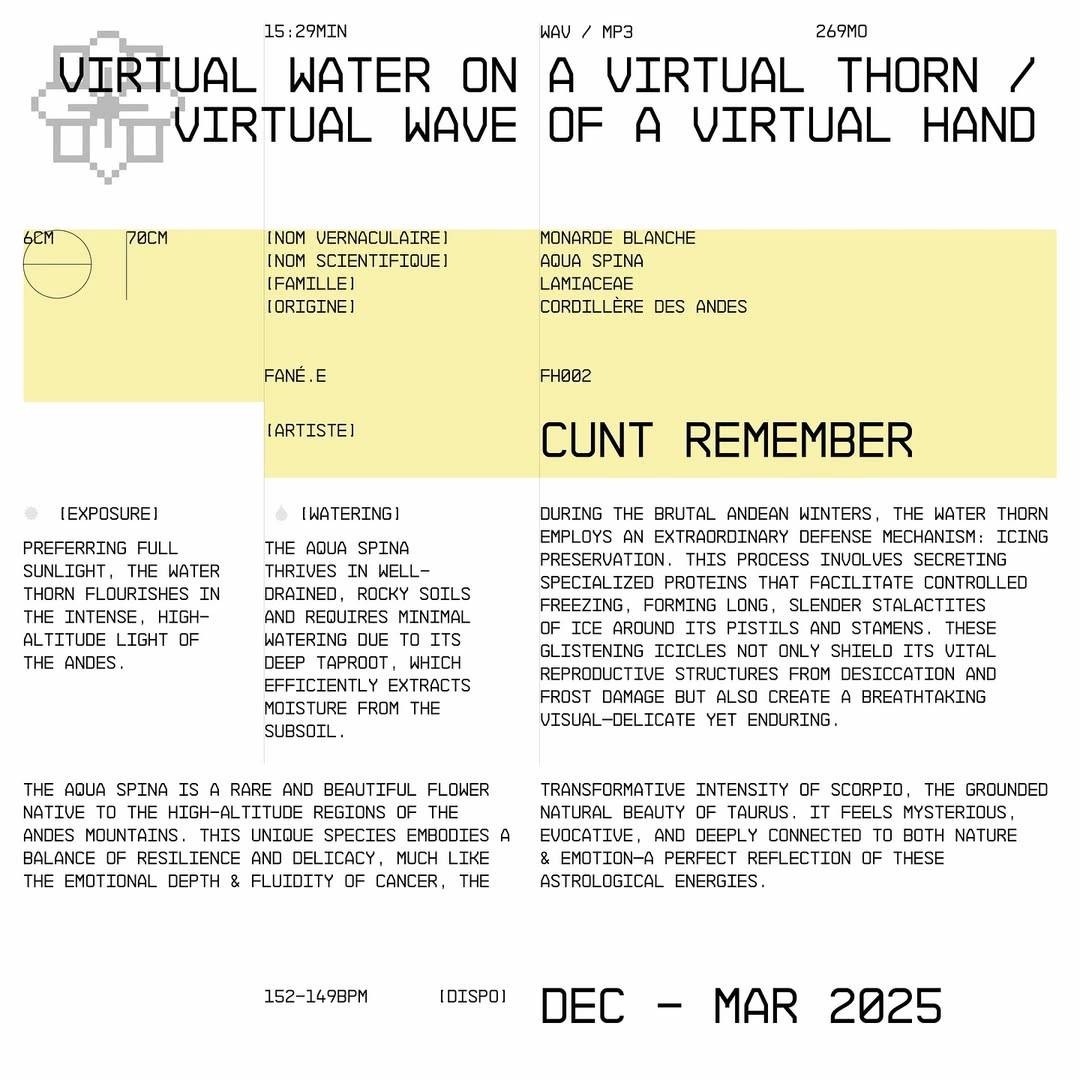 15:29MIN WAV / MP3 269MO
VIRTUAL WATER ON A VIRTUAL THORN /
VIRTUAL WAVE OF A VIRTUAL HAND
6CM 70CM
[NOM VERNACULAIRE] MONARDE BLANCHE
[NOM SCIENTIFIQUE] AQUA SPINA
[FAMILLE] LAMIACEAE
[ORIGINE] CORDILLÈRE DES ANDES
FANÉ.E FH002
[ARTISTE] CUNT REMEMBER
[EXPOSURE]
PREFERRING FULL
SUNLIGHT, THE WATER
THORN FLOURISHES IN
THE INTENSE, HIGH-
ALTITUDE LIGHT OF
THE ANDES.
[WATERING]
THE AQUA SPINA
THRIVES IN WELL-
DRAINED, ROCKY SOILS
AND REQUIRES MINIMAL
WATERING DUE TO ITS
DEEP TAPROOT, WHICH
EFFICIENTLY EXTRACTS
MOISTURE FROM THE
SUBSOIL.
DURING THE BRUTAL ANDEAN WINTERS, THE WATER THORN
EMPLOYS AN EXTRAORDINARY DEFENSE MECHANISM: ICING
PRESERVATION. THIS PROCESS INVOLVES SECRETING
SPECIALIZED PROTEINS THAT FACILITATE CONTROLLED
FREEZING, FORMING LONG, SLENDER STALACTITES
OF ICE AROUND ITS PISTILS AND STAMENS. THESE
GLISTENING ICICLES NOT ONLY SHIELD ITS VITAL
REPRODUCTIVE STRUCTURES FROM DESICCATION AND
FROST DAMAGE BUT ALSO CREATE A BREATHTAKING
VISUAL—DELICATE YET ENDURING.
THE AQUA SPINA IS A RARE AND BEAUTIFUL FLOWER
NATIVE TO THE HIGH-ALTITUDE REGIONS OF THE
ANDES MOUNTAINS. THIS UNIQUE SPECIES EMBODIES A
BALANCE OF RESILIENCE AND DELICACY, MUCH LIKE
THE EMOTIONAL DEPTH & FLUIDITY OF CANCER, THE
TRANSFORMATIVE INTENSITY OF SCORPIO, THE GROUNDED
NATURAL BEAUTY OF TAURUS. IT FEELS MYSTERIOUS,
EVOCATIVE, AND DEEPLY CONNECTED TO BOTH NATURE
& EMOTION—A PERFECT REFLECTION OF THESE
ASTROLOGICAL ENERGIES.
152-149BPM [DISPO] DEC - MAR 2025